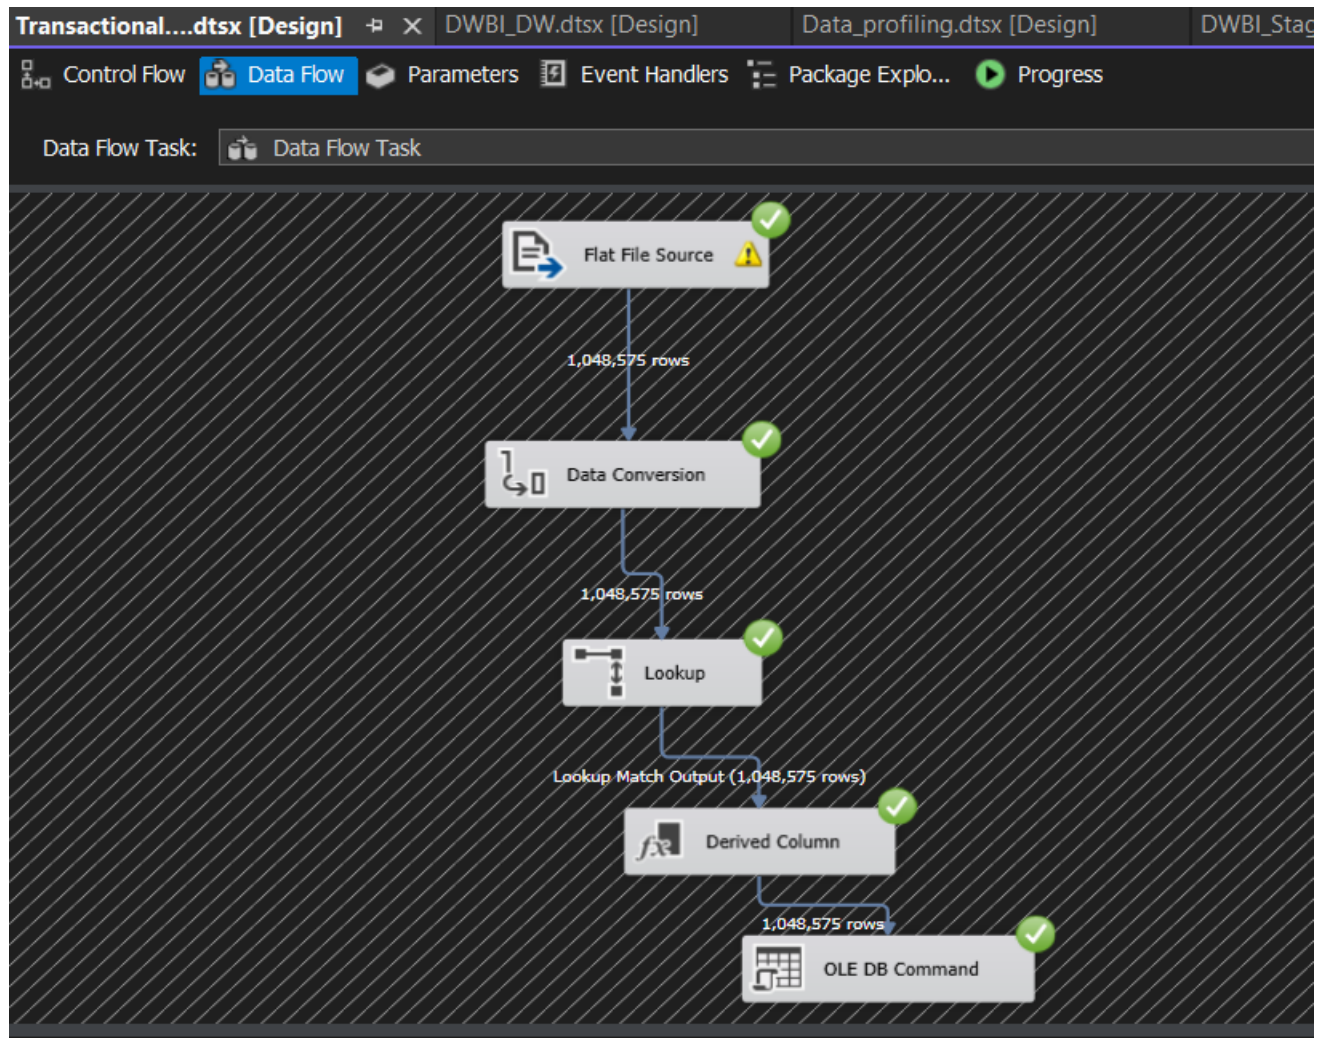 Transactional....dtsx [Design] DWBI_DW.dtsx [Design] Data_profiling.dtsx [Design] DWBI_Stag
Control Flow Data Flow Parameters Event Handlers Package Explo... Progress
Data Flow Task: Data Flow Task
Flat File Source
1,048,575 rows
Data Conversion
1,048,575 rows
Lookup
Lookup Match Output (1,048,575 rows)
fx Derived Column
1,048,575 rows
OLE DB Command